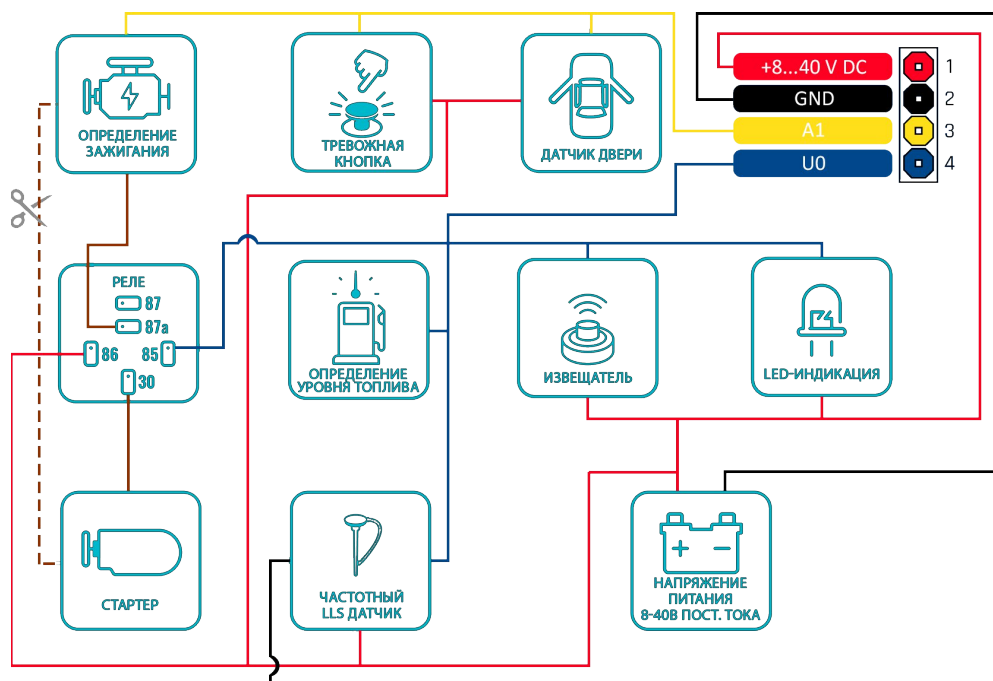 ОПРЕДЕЛЕНИЕ
ЗАЖИГАНИЯ
ТРЕВОЖНАЯ
КНОПКА
ДАТЧИК ДВЕРИ
+8...40 V DC
1
GND
2
A1
3
U0
4
РЕЛЕ
87
87a
86
85
30
ОПРЕДЕЛЕНИЕ
УРОВНЯ ТОПЛИВА
ИЗВЕЩАТЕЛЬ
LED-ИНДИКАЦИЯ
СТАРТЕР
ЧАСТОТНЫЙ
LLS ДАТЧИК
НАПРЯЖЕНИЕ
ПИТАНИЯ
8-40В ПОСТ. ТОКА